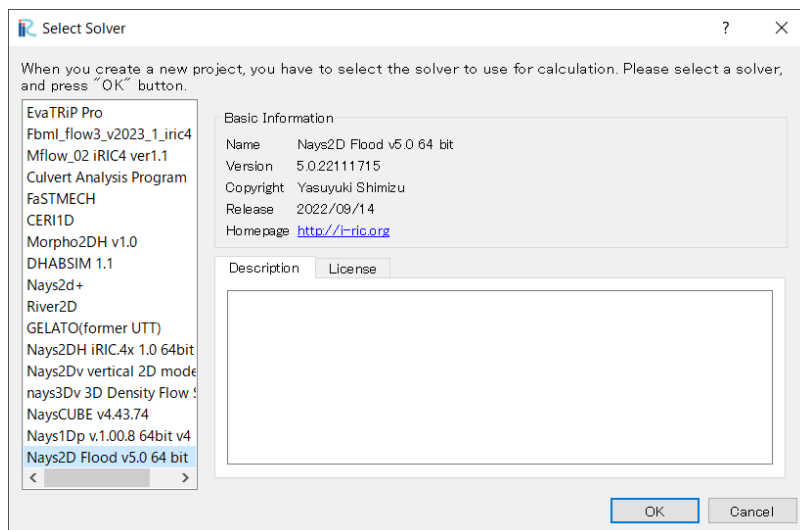 iRiC Select Solver ? ×
When you create a new project, you have to select the solver to use for calculation. Please select a solver,
and press "OK" button.
EvaTRiP Pro
Fbml_flow3_v2023_1_iric4
Mflow_02 iRIC4 ver1.1
Culvert Analysis Program
FaSTMECH
CERI1D
Morpho2DH v1.0
DHABSIM 1.1
Nays2d+
River2D
GELATO(former UTT)
Nays2DH iRIC.4x 1.0 64bit
Nays2Dv vertical 2D mode
nays3Dv 3D Density Flow
NaysCUBE v4.43.74
Nays1Dp v.1.00.8 64bit v4
Nays2D Flood v5.0 64 bit
Basic Information
Name Nays2D Flood v5.0 64 bit
Version 5.0.22111715
Copyright Yasuyuki Shimizu
Release 2022/09/14
Homepage http://i-ric.org
Description License
OK Cancel